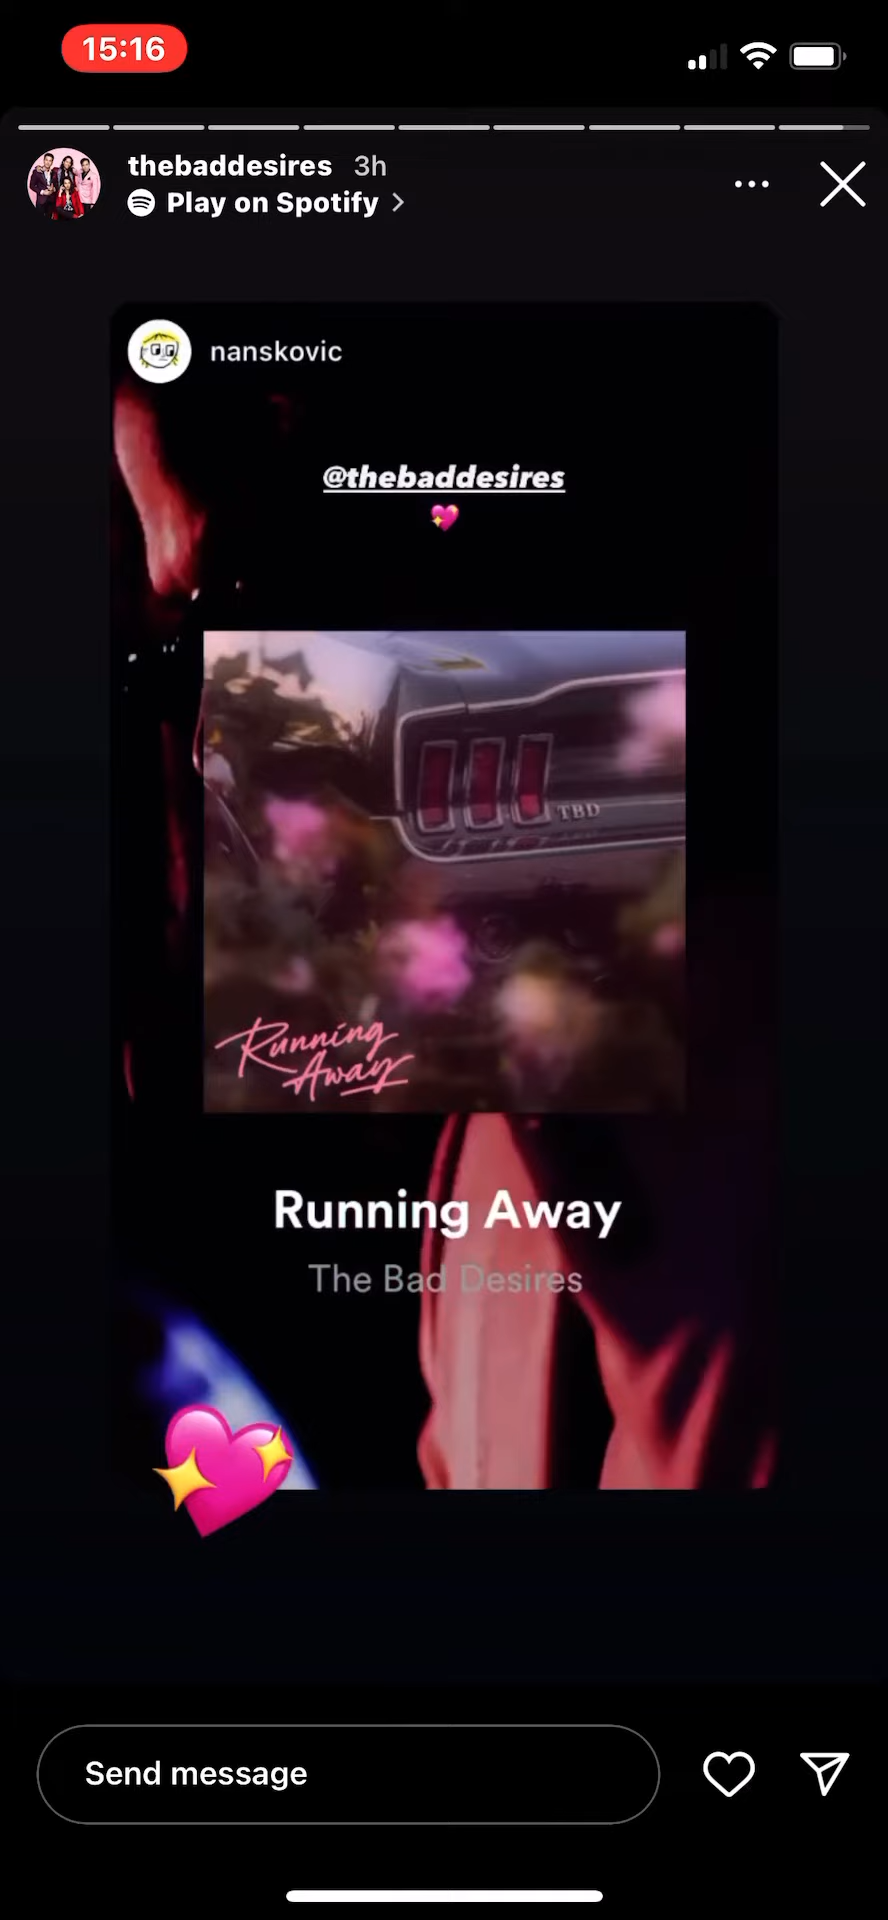 15:16
thebaddesires 3h
Play on Spotify >
nanskovic
@thebaddesires
TBD
Running
Away
Running Away
The Bad Desires
Send message